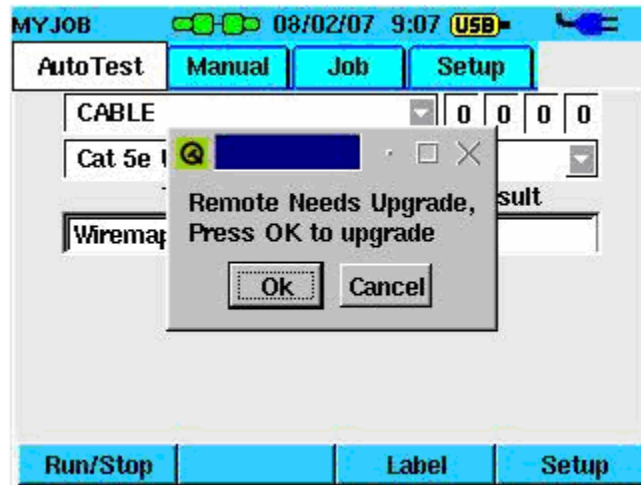 MYJOB 08/02/07 9:07 USB
AutoTest Manual Job Setup
CABLE 0 0 0 0
Cat 5e
Remote Needs Upgrade,
Press OK to upgrade
sult
Wiremap
Ok Cancel
Run/Stop Label Setup